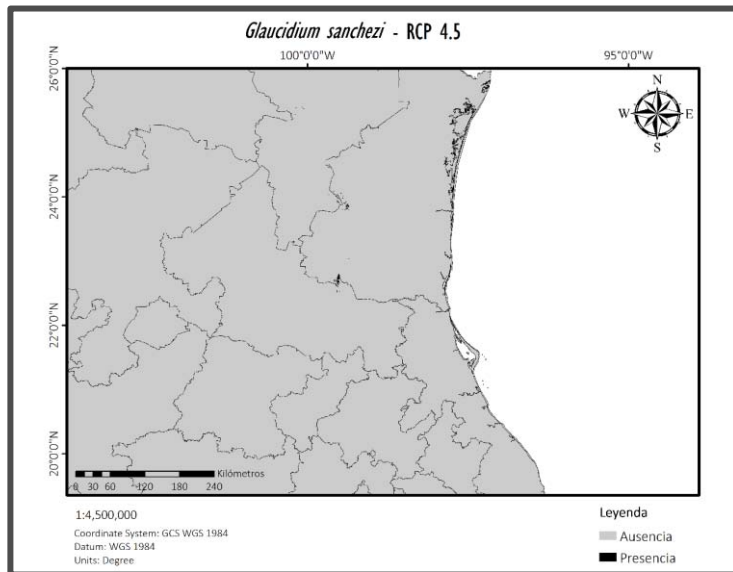 Glaucidium sanchezi - RCP 4.5
100°0'0"W 95°0'0"W
26°0'0"N
24°0'0"N
22°0'0"N
20°0'0"N
N
W E
S
Kilómetros
0 30 60 120 180 240
1:4,500,000
Coordinate System: GCS WGS 1984
Datum: WGS 1984
Units: Degree
Leyenda
Ausencia
Presencia